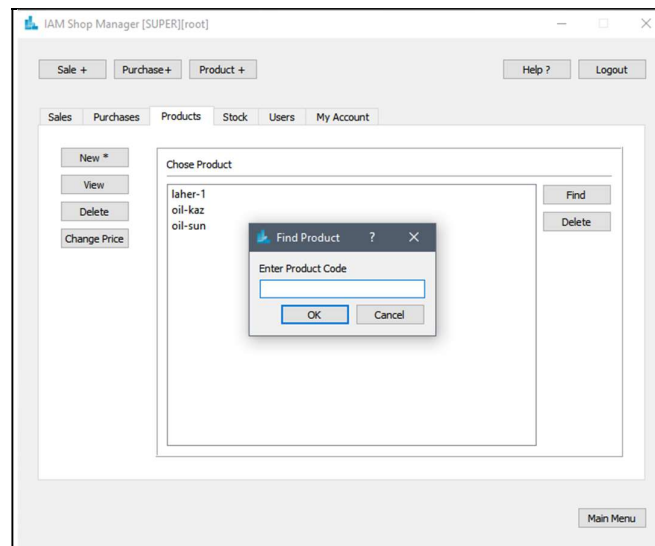 IAM Shop Manager [SUPER][root]
Sale + Purchase+ Product + Help ? Logout
Sales Purchases Products Stock Users My Account
New *
View
Delete
Change Price
Chose Product
laher-1
oil-kaz
oil-sun
Find
Delete
Find Product ?
Enter Product Code
OK Cancel
Main Menu